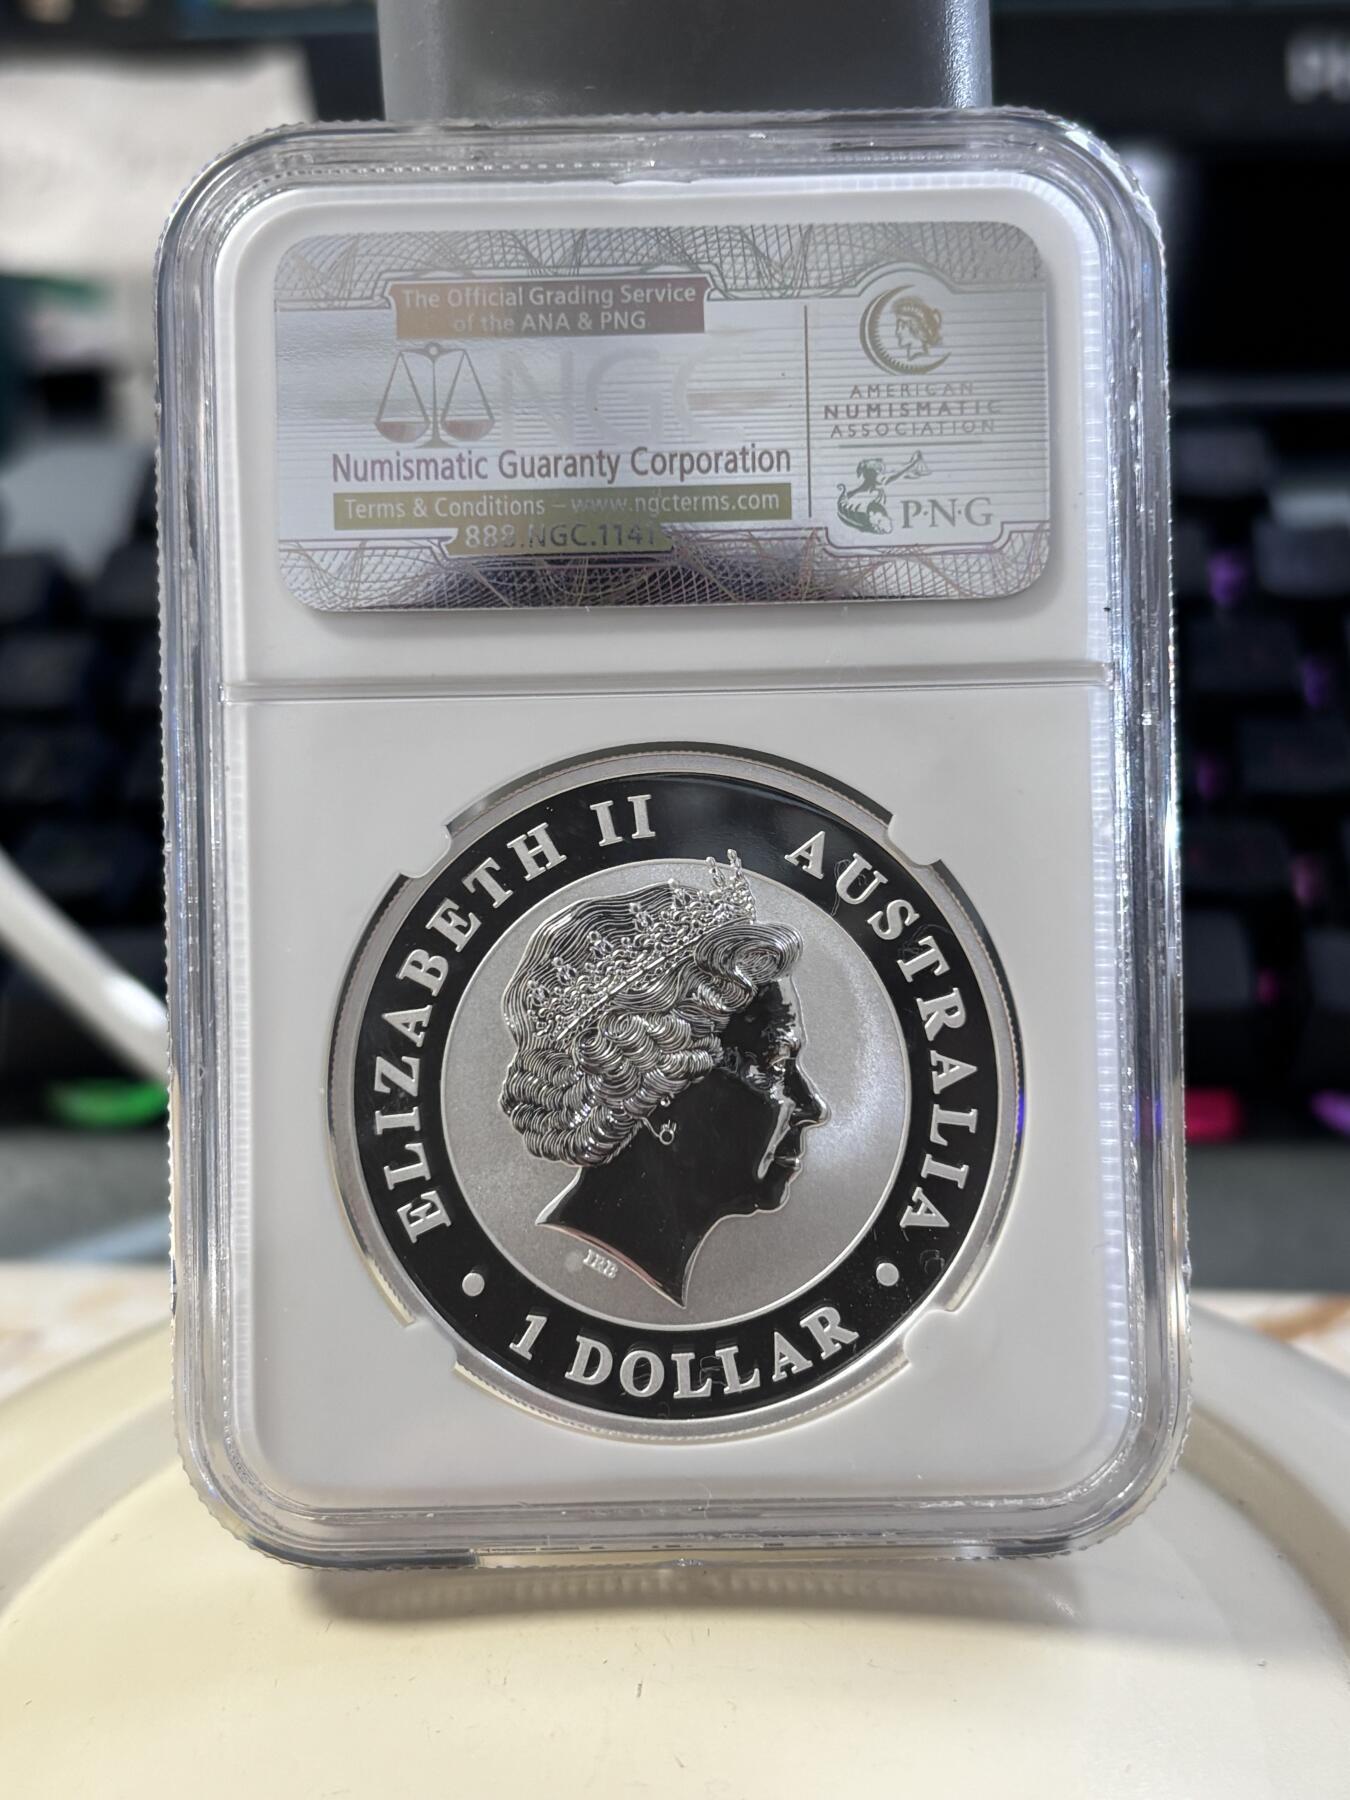 The Official Grading Service
of the ANA & PNG
NGC
Numismatic Guaranty Corporation
Terms & Conditions – www.ngcterms.com
888.NGC.1141
AMERICAN
NUMISMATIC
ASSOCIATION
P·N·G
ELIZABETH II AUSTRALIA
IRB
• 1 DOLLAR •